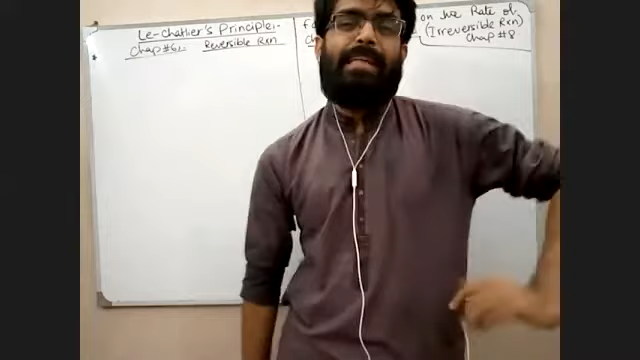 Le-Chatlier's Principle:-
Chap#6:- Reversible Rxn
on the Rate of
(Irreversible Rxn)
Chap #8